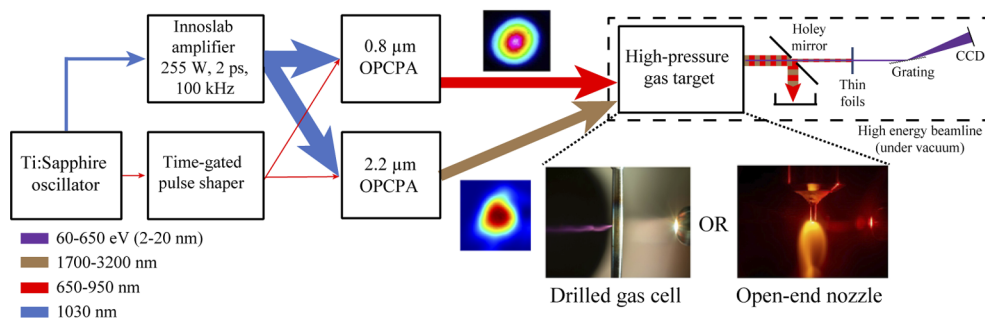 Innoslab
amplifier
255 W, 2 ps,
100 kHz
0.8 μm
OPCPA
High-pressure
gas target
Holey
mirror
CCD
Grating
Thin
foils
High energy beamline
(under vacuum)
Ti:Sapphire
oscillator
Time-gated
pulse shaper
2.2 μm
OPCPA
60-650 eV (2-20 nm)
1700-3200 nm
650-950 nm
1030 nm
OR
Drilled gas cell
Open-end nozzle